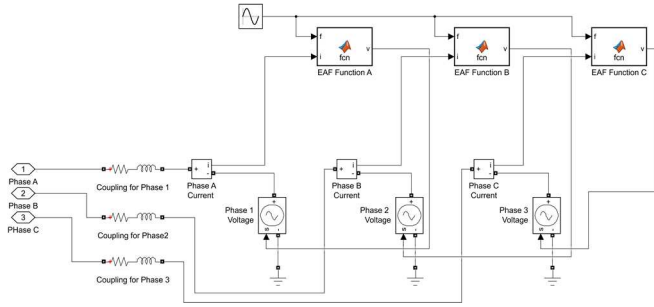 f
i
fcn
v
EAF Function A
f
i
fcn
v
EAF Function B
f
i
fcn
v
EAF Function C
1
Phase A
2
Phase B
3
PHase C
Coupling for Phase 1
Coupling for Phase2
Coupling for Phase 3
+
i
-
Phase A
Current
+
i
-
Phase B
Current
+
i
-
Phase C
Current
Phase 1
Voltage
+
s
-
Phase 2
Voltage
+
s
-
Phase 3
Voltage
+
s
-